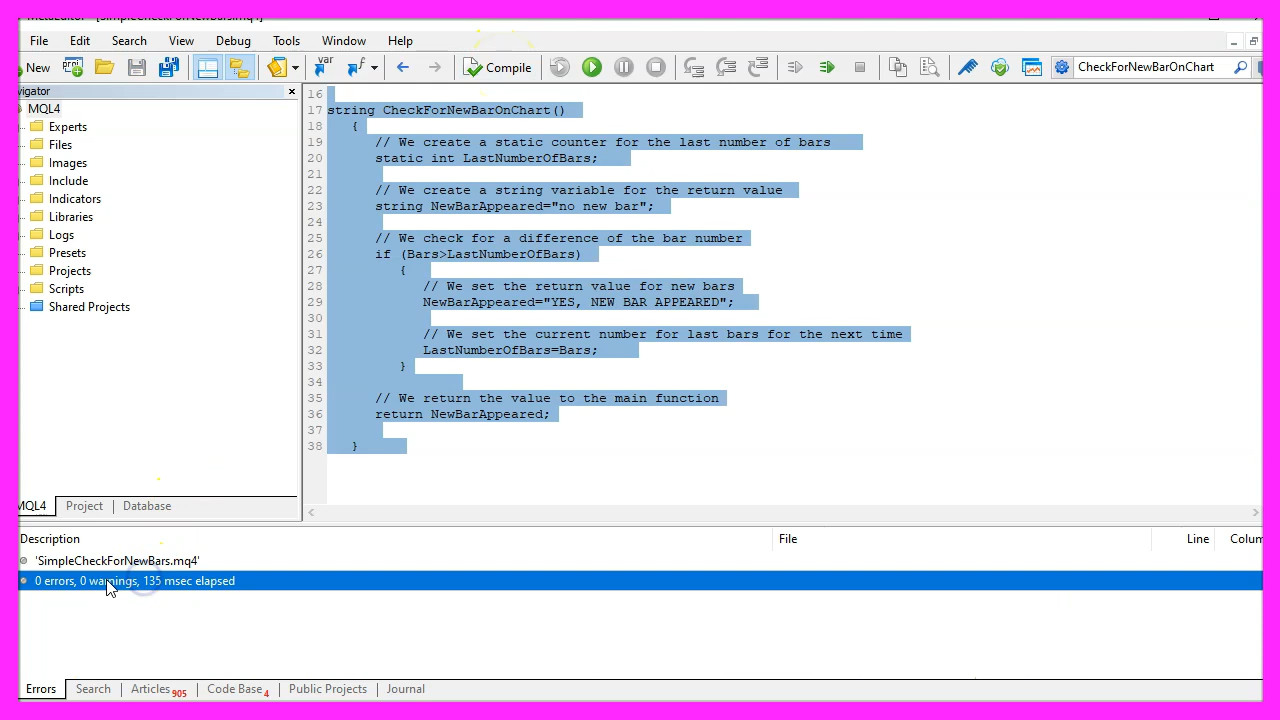 MetaEditor - [SimpleCheckForNewBars.mq4]
File Edit Search View Debug Tools Window Help
New var Compile CheckForNewBarOnChart
vigator
MQL4
Experts
Files
Images
Include
Indicators
Libraries
Logs
Presets
Projects
Scripts
Shared Projects
MQL4 Project Database
16
17 string CheckForNewBarOnChart()
18 {
19 // We create a static counter for the last number of bars
20 static int LastNumberOfBars;
21
22 // We create a string variable for the return value
23 string NewBarAppeared="no new bar";
24
25 // We check for a difference of the bar number
26 if (Bars>LastNumberOfBars)
27 {
28 // We set the return value for new bars
29 NewBarAppeared="YES, NEW BAR APPEARED";
30
31 // We set the current number for last bars for the next time
32 LastNumberOfBars=Bars;
33 }
34
35 // We return the value to the main function
36 return NewBarAppeared;
37
38 }
Description File Line Colum
'SimpleCheckForNewBars.mq4'
0 errors, 0 warnings, 135 msec elapsed
Errors Search Articles 905 Code Base 4 Public Projects Journal